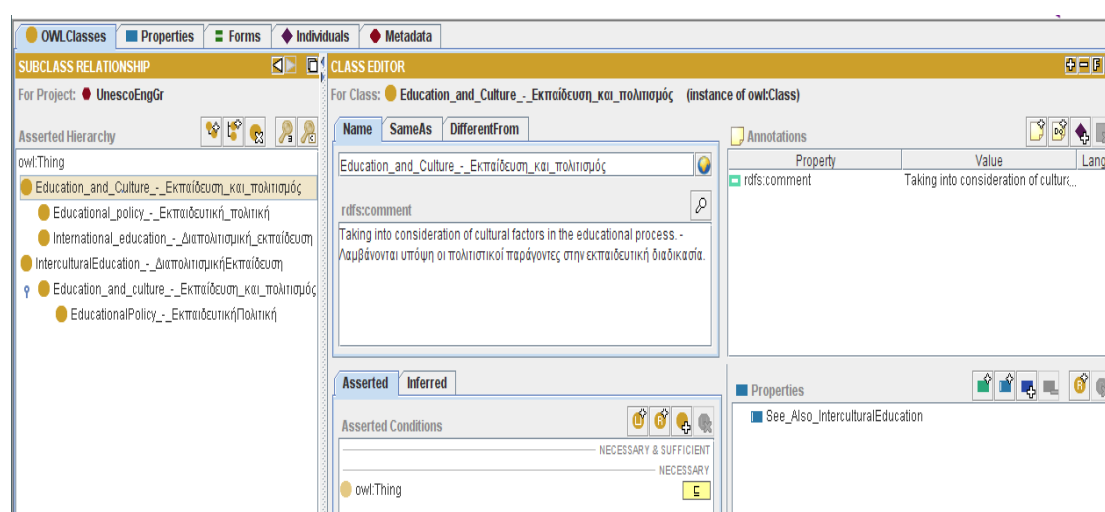 OWLClasses Properties Forms Individuals Metadata
SUBCLASS RELATIONSHIP
For Project: UnescoEngGr
Asserted Hierarchy
owl:Thing
Education_and_Culture_-_Εκπαίδευση_και_πολιτισμός
Educational_policy_-_Εκπαιδευτική_πολιτική
International_education_-_Διαπολιτισμική_εκπαίδευση
InterculturalEducation_-_ΔιαπολιτισμικήΕκπαίδευση
Education_and_culture_-_Εκπαίδευση_και_πολιτισμός
EducationalPolicy_-_ΕκπαιδευτικήΠολιτική
CLASS EDITOR
For Class: Education_and_Culture_-_Εκπαίδευση_και_πολιτισμός (instance of owl:Class)
Name SameAs DifferentFrom
Education_and_Culture_-_Εκπαίδευση_και_πολιτισμός
rdfs:comment
Taking into consideration of cultural factors in the educational process. -
Λαμβάνονται υπόψη οι πολιτιστικοί παράγοντες στην εκπαιδευτική διαδικασία.
Annotations
Property Value Lang
rdfs:comment Taking into consideration of cultur...
Asserted Inferred
Asserted Conditions
NECESSARY & SUFFICIENT
NECESSARY
owl:Thing
Properties
See_Also_InterculturalEducation